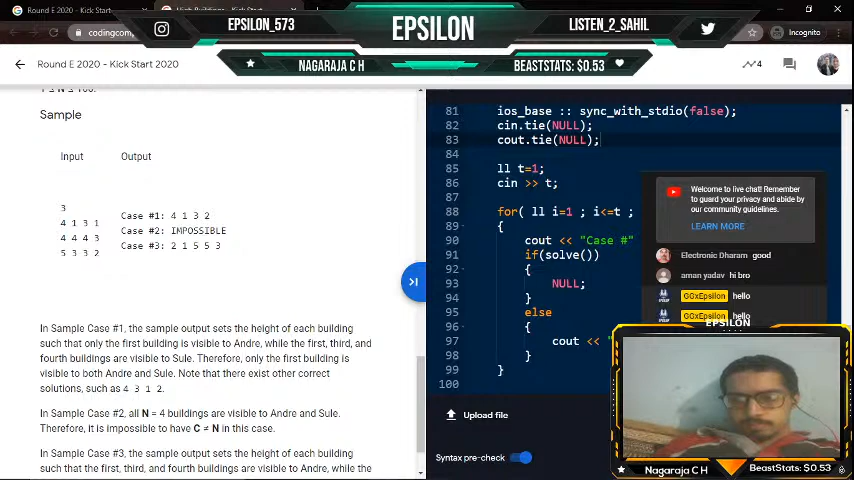 Round E 2020 - Kick Start
High Buildings - Kick Start
codingcom
Incognito
EPSILON_573
EPSILON
LISTEN_2_SAHIL
NAGARAJA C H
BEASTSTATS: $0.53
Round E 2020 - Kick Start 2020
4
Sample
Input
Output
3
4 1 3 1
4 4 4 3
5 3 3 2
Case #1: 4 1 3 2
Case #2: IMPOSSIBLE
Case #3: 2 1 5 5 3
In Sample Case #1, the sample output sets the height of each building
such that only the first building is visible to Andre, while the first, third, and
fourth buildings are visible to Sule. Therefore, only the first building is
visible to both Andre and Sule. Note that there exist other correct
solutions, such as 4 3 1 2.
In Sample Case #2, all N = 4 buildings are visible to Andre and Sule.
Therefore, it is impossible to have C ≠ N in this case.
In Sample Case #3, the sample output sets the height of each building
such that the first, third, and fourth buildings are visible to Andre, while the
81 ios_base :: sync_with_stdio(false);
82 cin.tie(NULL);
83 cout.tie(NULL);
84
85 ll t=1;
86 cin >> t;
87
88 for( ll i=1 ; i<=t ;
89 {
90 cout << "Case #"
91 if(solve())
92 {
93 NULL;
94 }
95 else
96 {
97 cout << "
98 }
99 }
100
Upload file
Syntax pre-check
Welcome to live chat! Remember
to guard your privacy and abide by
our community guidelines.
LEARN MORE
Electronic Dharam good
aman yadav hi bro
GGxEpsilon hello
GGxEpsilon hello
EPSILON
Nagaraja C H
BeastStats: $0.53